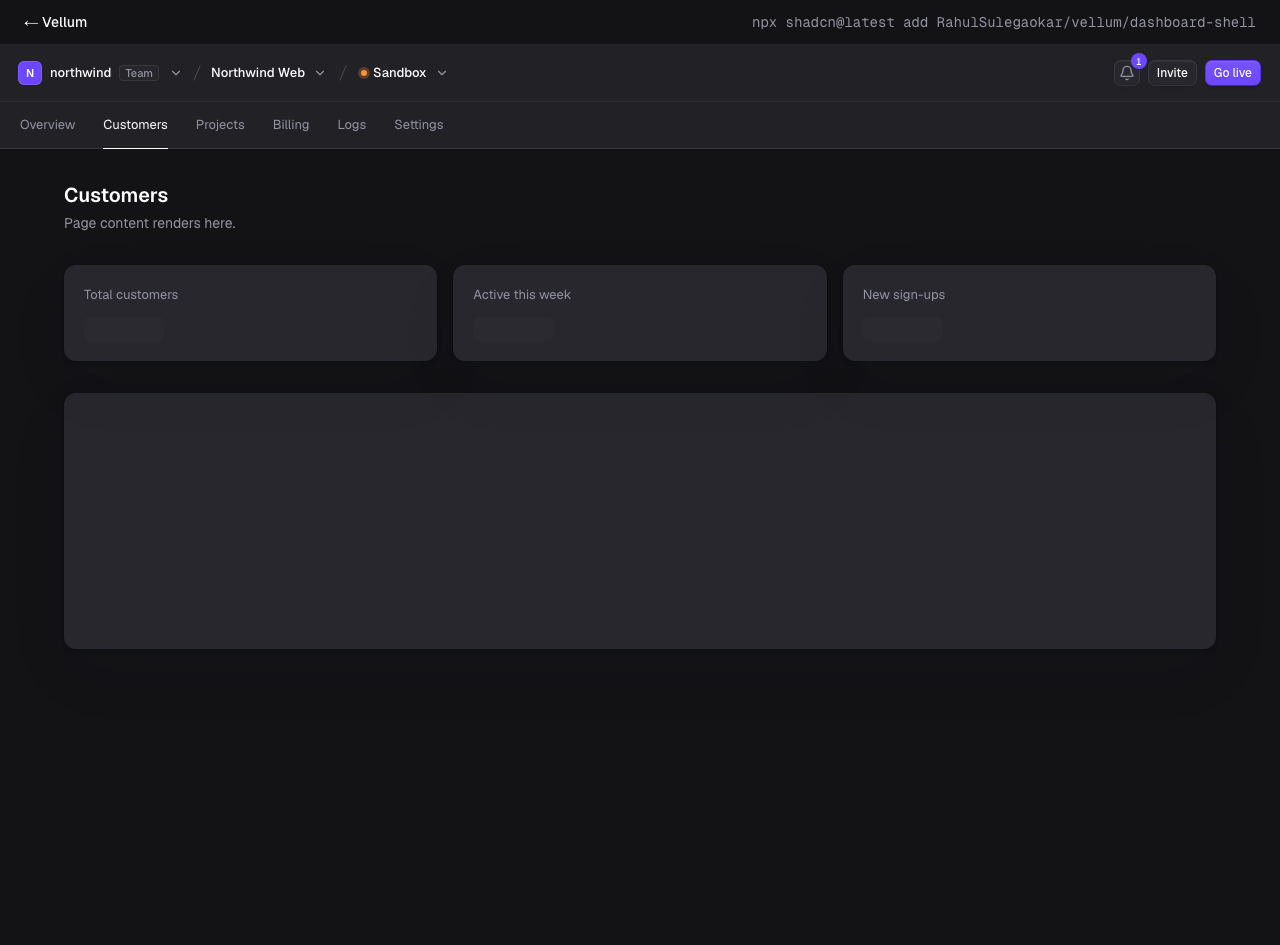 ← Vellum
npx shadcn@latest add RahulSulegaokar/vellum/dashboard-shell
N northwind Team / Northwind Web / Sandbox 1 Invite Go live
Overview Customers Projects Billing Logs Settings
Customers
Page content renders here.
Total customers Active this week New sign-ups